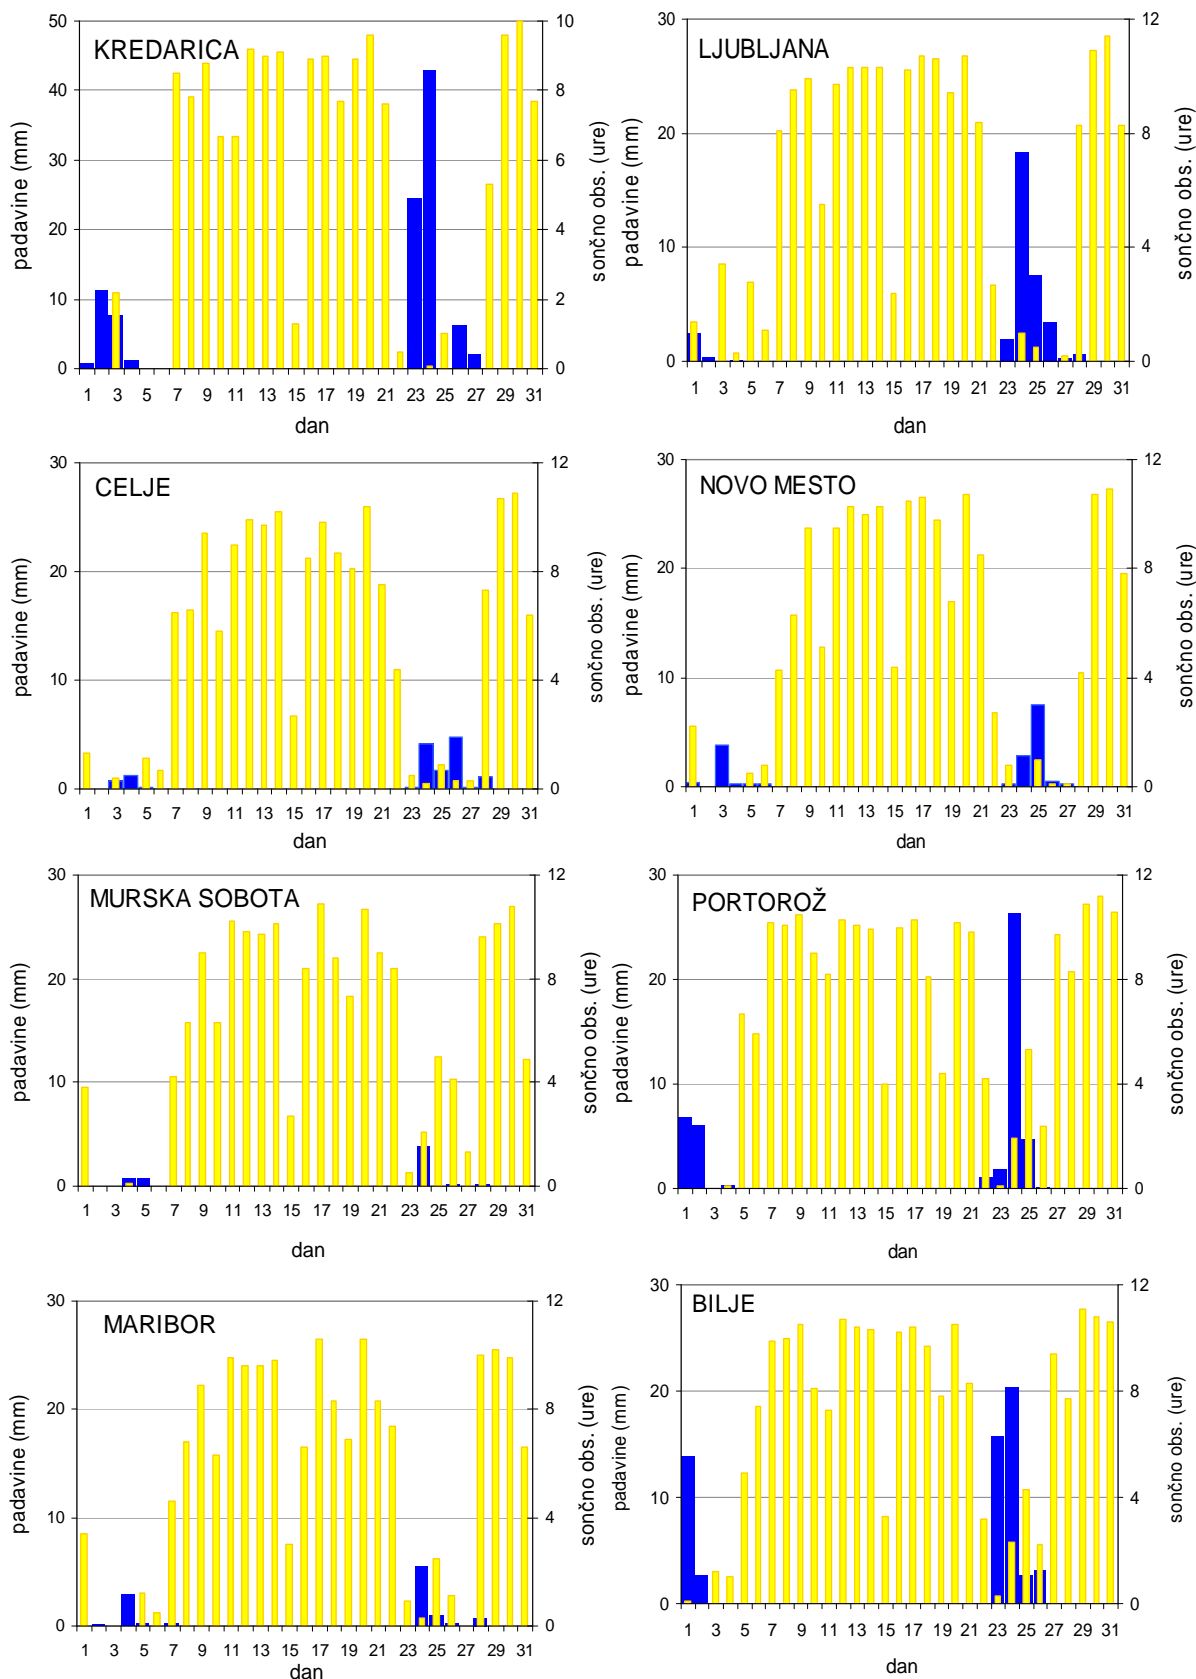 KREDARICA
padavine (mm)
50
40
30
20
10
0
10
8
6
4
2
0
sončno obs. (ure)
1 3 5 7 9 11 13 15 17 19 21 23 25 27 29 31
dan
LJUBLJANA
padavine (mm)
30
20
10
0
12
8
4
0
sončno obs. (ure)
1 3 5 7 9 11 13 15 17 19 21 23 25 27 29 31
dan
CELJE
padavine (mm)
30
20
10
0
12
8
4
0
sončno obs. (ure)
1 3 5 7 9 11 13 15 17 19 21 23 25 27 29 31
dan
NOVO MESTO
padavine (mm)
30
20
10
0
12
8
4
0
sončno obs. (ure)
1 3 5 7 9 11 13 15 17 19 21 23 25 27 29 31
dan
MURSKA SOBOTA
padavine (mm)
30
20
10
0
12
8
4
0
sončno obs. (ure)
1 3 5 7 9 11 13 15 17 19 21 23 25 27 29 31
dan
PORTOROŽ
padavine (mm)
30
20
10
0
12
8
4
0
sončno obs. (ure)
1 3 5 7 9 11 13 15 17 19 21 23 25 27 29 31
dan
MARIBOR
padavine (mm)
30
20
10
0
12
8
4
0
sončno obs. (ure)
1 3 5 7 9 11 13 15 17 19 21 23 25 27 29 31
dan
BILJE
padavine (mm)
30
20
10
0
12
8
4
0
sončno obs. (ure)
1 3 5 7 9 11 13 15 17 19 21 23 25 27 29 31
dan